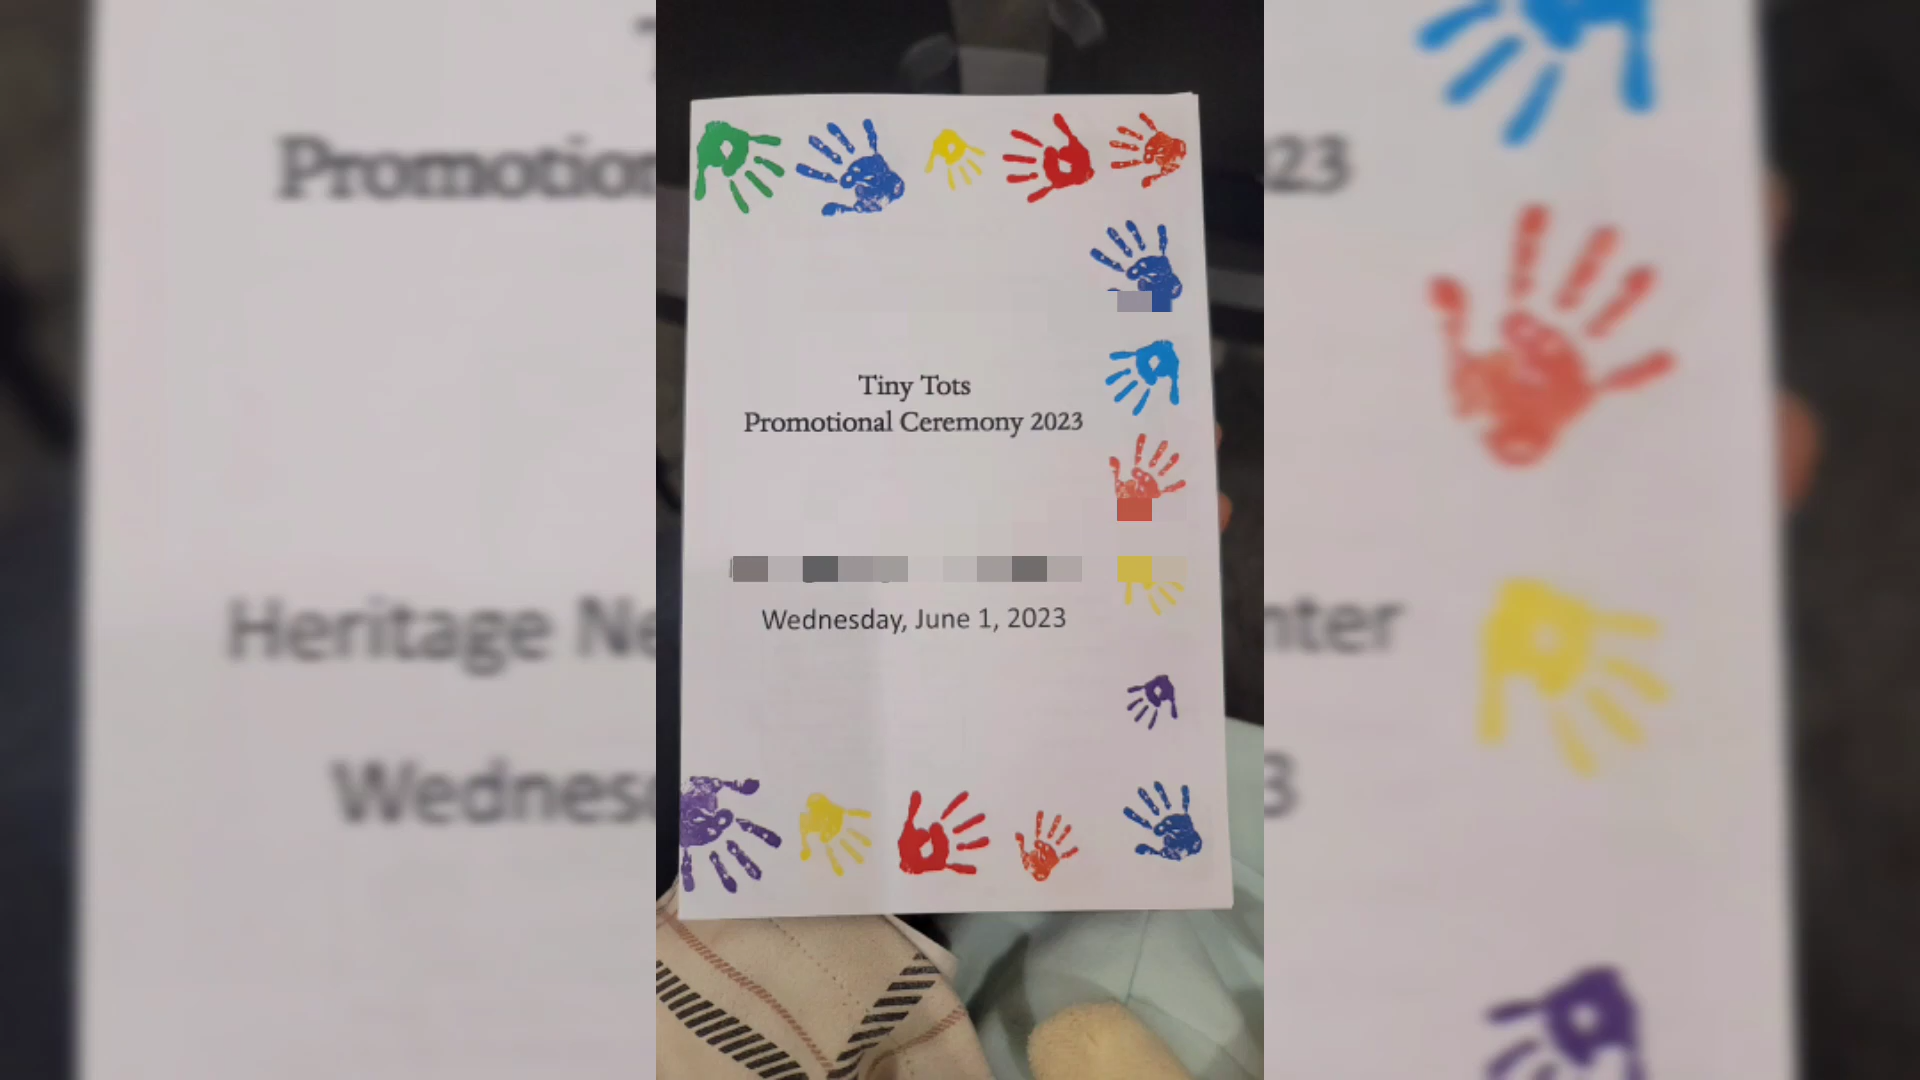 Tiny Tots
Promotional Ceremony 2023
Wednesday, June 1, 2023